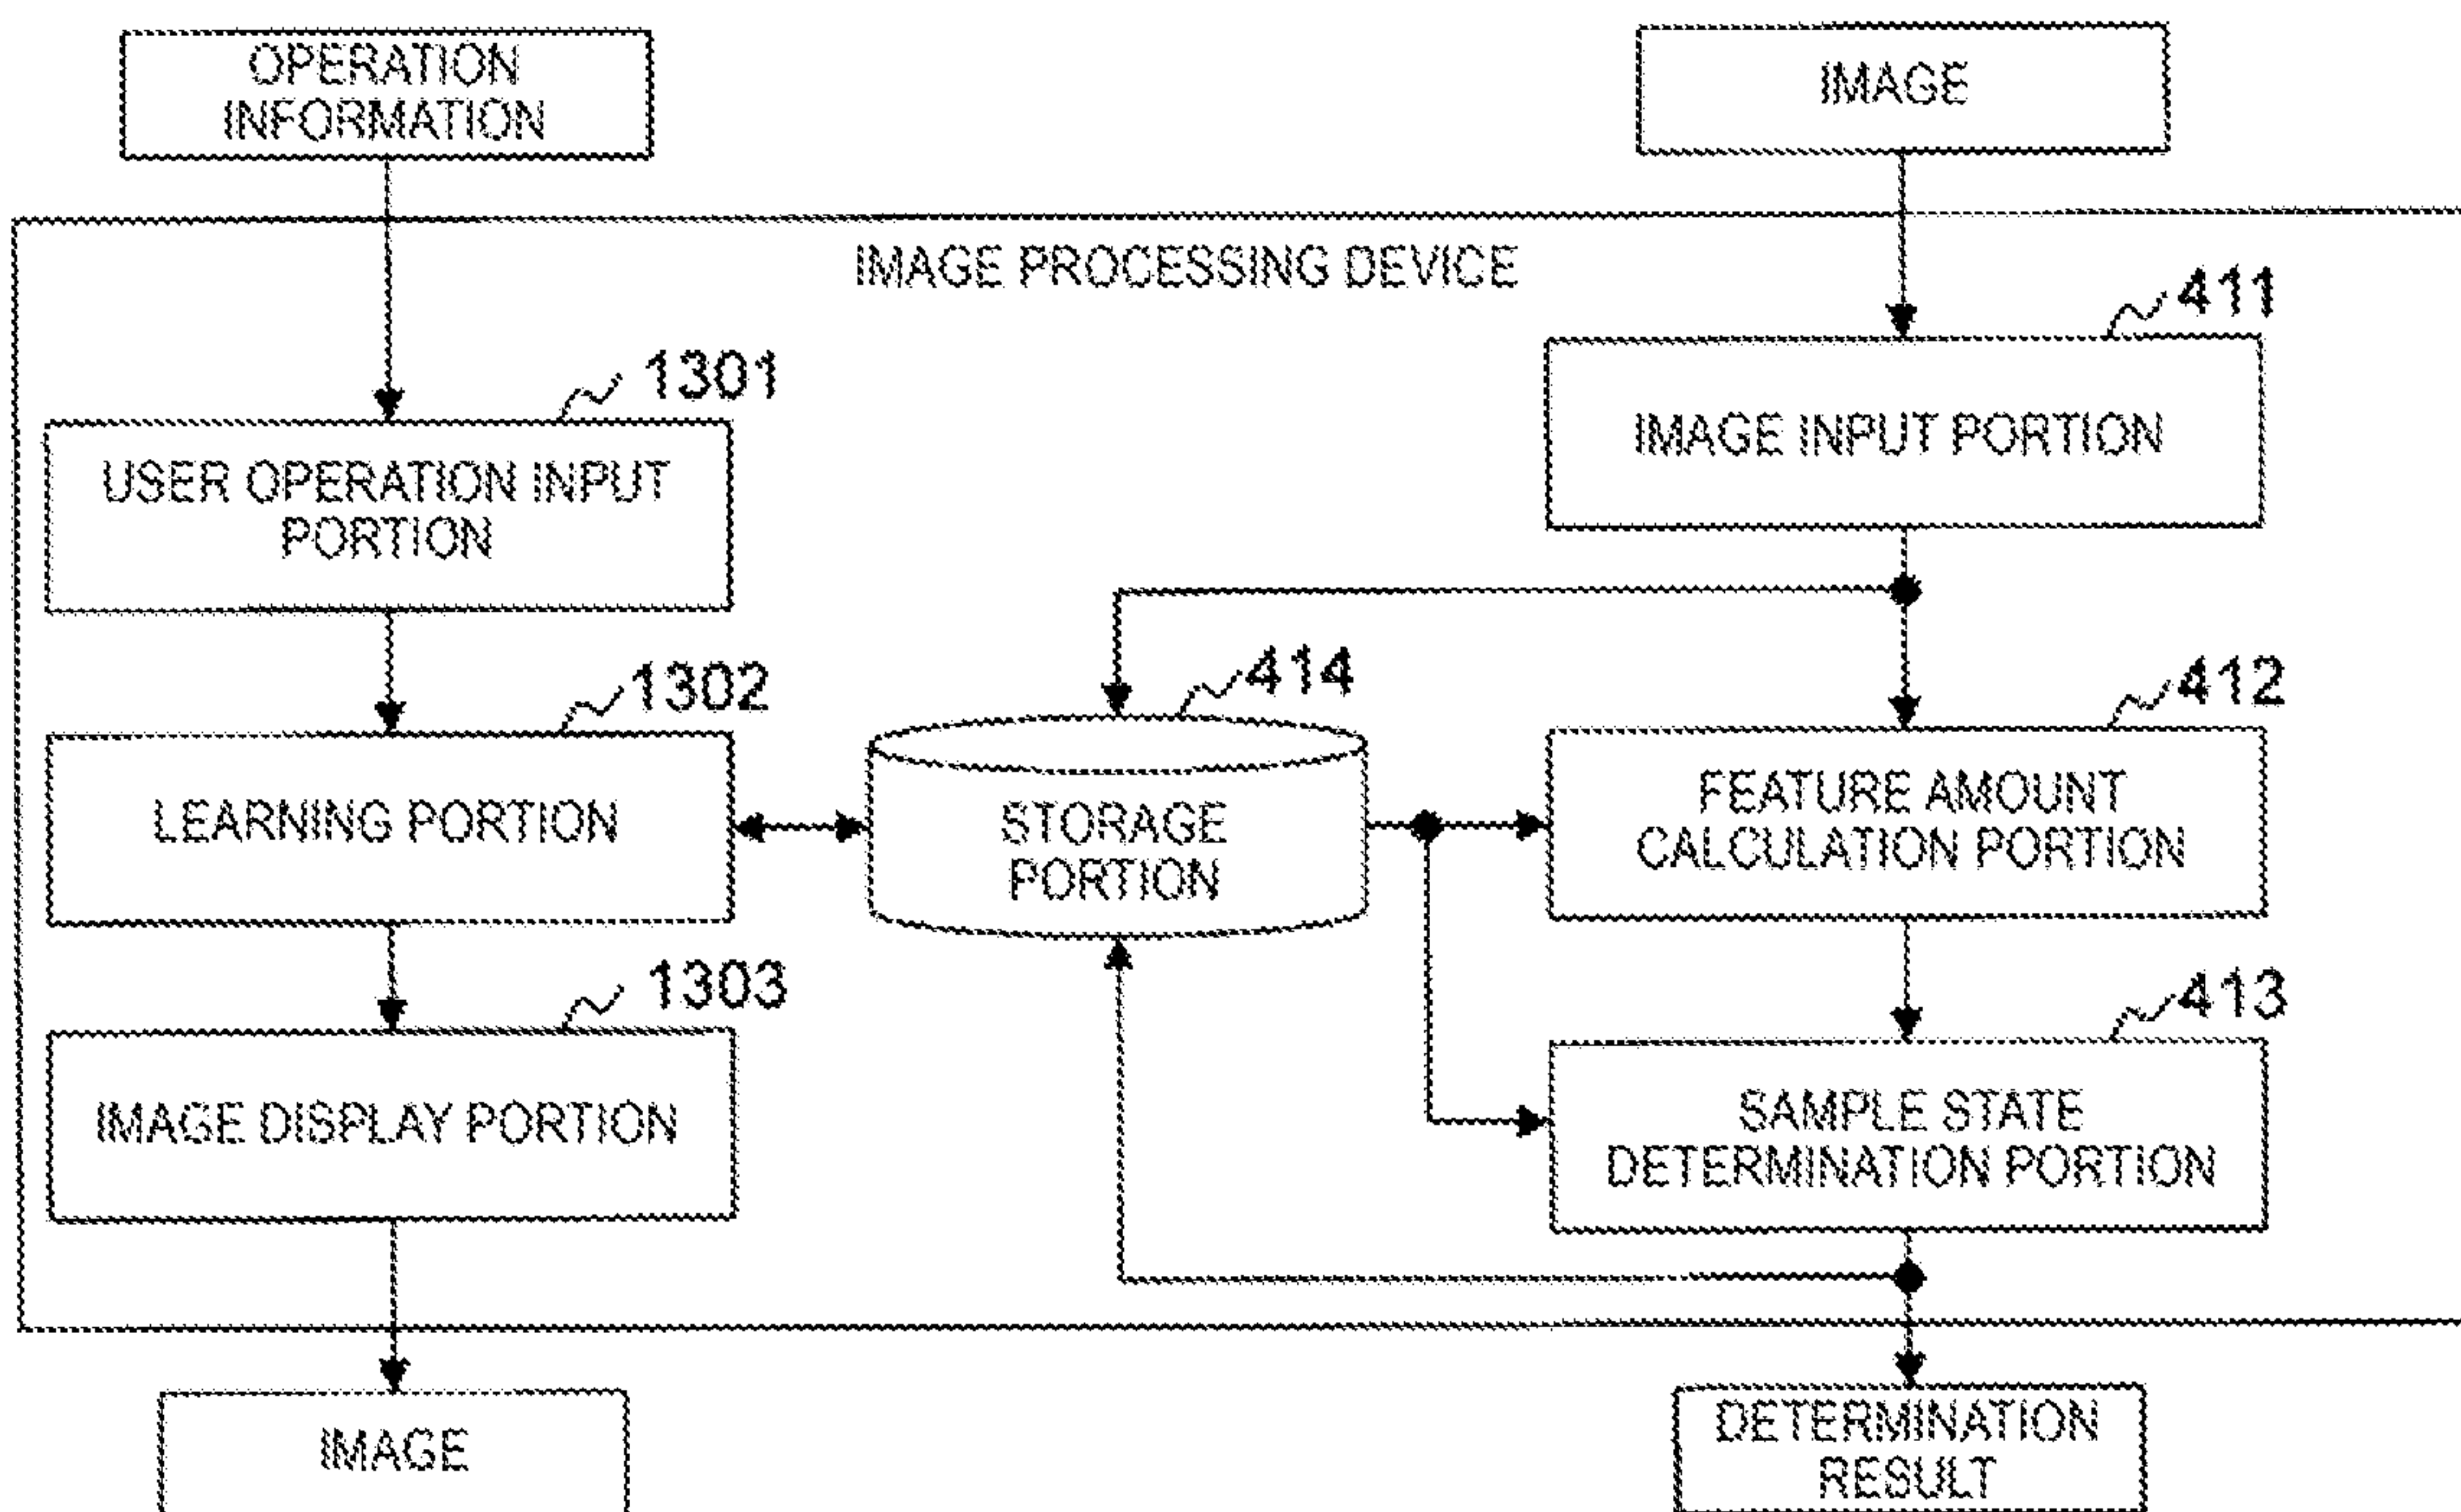 OPERATION
INFORMATION
IMAGE
IMAGE PROCESSING DEVICE
411
1301
IMAGE INPUT PORTION
USER OPERATION INPUT
PORTION
1302
414
412
LEARNING PORTION
STORAGE
PORTION
FEATURE AMOUNT
CALCULATION PORTION
1303
413
IMAGE DISPLAY PORTION
SAMPLE STATE
DETERMINATION PORTION
IMAGE
DETERMINATION
RESULT